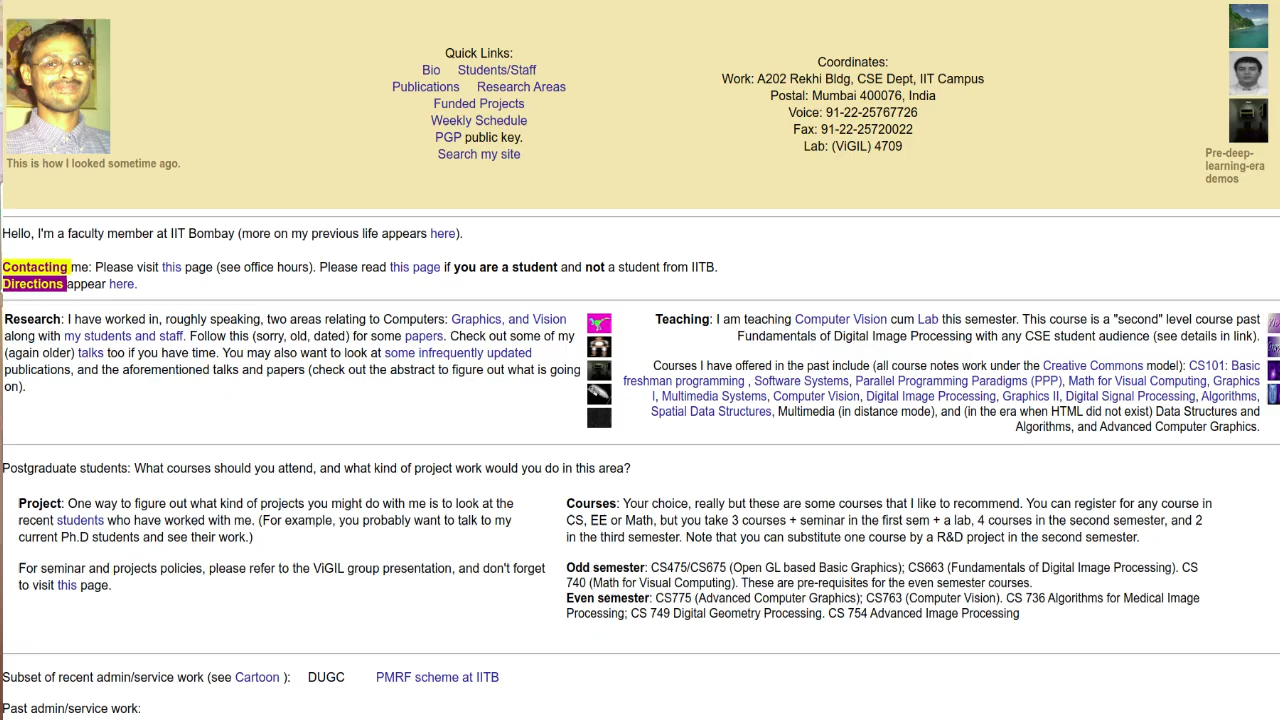 This is how I looked sometime ago.
Quick Links:
Bio Students/Staff
Publications Research Areas
Funded Projects
Weekly Schedule
PGP public key.
Search my site
Coordinates:
Work: A202 Rekhi Bldg, CSE Dept, IIT Campus
Postal: Mumbai 400076, India
Voice: 91-22-25767726
Fax: 91-22-25720022
Lab: (ViGIL) 4709
Pre-deep-
learning-era
demos
Hello, I'm a faculty member at IIT Bombay (more on my previous life appears here).
Contacting me: Please visit this page (see office hours). Please read this page if you are a student and not a student from IITB.
Directions appear here.
Research: I have worked in, roughly speaking, two areas relating to Computers: Graphics, and Vision
along with my students and staff. Follow this (sorry, old, dated) for some papers. Check out some of my
(again older) talks too if you have time. You may also want to look at some infrequently updated
publications, and the aforementioned talks and papers (check out the abstract to figure out what is going
on).
Teaching: I am teaching Computer Vision cum Lab this semester. This course is a "second" level course past
Fundamentals of Digital Image Processing with any CSE student audience (see details in link).
Courses I have offered in the past include (all course notes work under the Creative Commons model): CS101: Basic
freshman programming , Software Systems, Parallel Programming Paradigms (PPP), Math for Visual Computing, Graphics
I, Multimedia Systems, Computer Vision, Digital Image Processing, Graphics II, Digital Signal Processing, Algorithms,
Spatial Data Structures, Multimedia (in distance mode), and (in the era when HTML did not exist) Data Structures and
Algorithms, and Advanced Computer Graphics.
Postgraduate students: What courses should you attend, and what kind of project work would you do in this area?
Project: One way to figure out what kind of projects you might do with me is to look at the
recent students who have worked with me. (For example, you probably want to talk to my
current Ph.D students and see their work.)
For seminar and projects policies, please refer to the ViGIL group presentation, and don't forget
to visit this page.
Courses: Your choice, really but these are some courses that I like to recommend. You can register for any course in
CS, EE or Math, but you take 3 courses + seminar in the first sem + a lab, 4 courses in the second semester, and 2
in the third semester. Note that you can substitute one course by a R&D project in the second semester.
Odd semester: CS475/CS675 (Open GL based Basic Graphics); CS663 (Fundamentals of Digital Image Processing). CS
740 (Math for Visual Computing). These are pre-requisites for the even semester courses.
Even semester: CS775 (Advanced Computer Graphics); CS763 (Computer Vision). CS 736 Algorithms for Medical Image
Processing; CS 749 Digital Geometry Processing. CS 754 Advanced Image Processing
Subset of recent admin/service work (see Cartoon ): DUGC PMRF scheme at IITB
Past admin/service work: